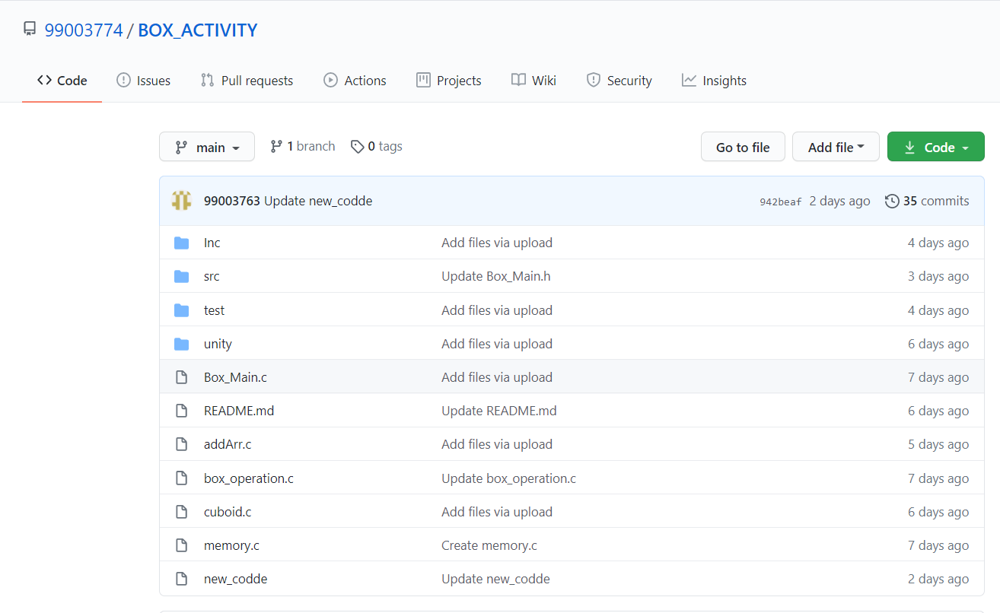 99003774 / BOX_ACTIVITY
Code Issues Pull requests Actions Projects Wiki Security Insights
main 1 branch 0 tags Go to file Add file Code
99003763 Update new_codde 942beaf 2 days ago 35 commits
Inc Add files via upload 4 days ago
src Update Box_Main.h 3 days ago
test Add files via upload 4 days ago
unity Add files via upload 6 days ago
Box_Main.c Add files via upload 7 days ago
README.md Update README.md 6 days ago
addArr.c Add files via upload 5 days ago
box_operation.c Update box_operation.c 7 days ago
cuboid.c Add files via upload 6 days ago
memory.c Create memory.c 7 days ago
new_codde Update new_codde 2 days ago